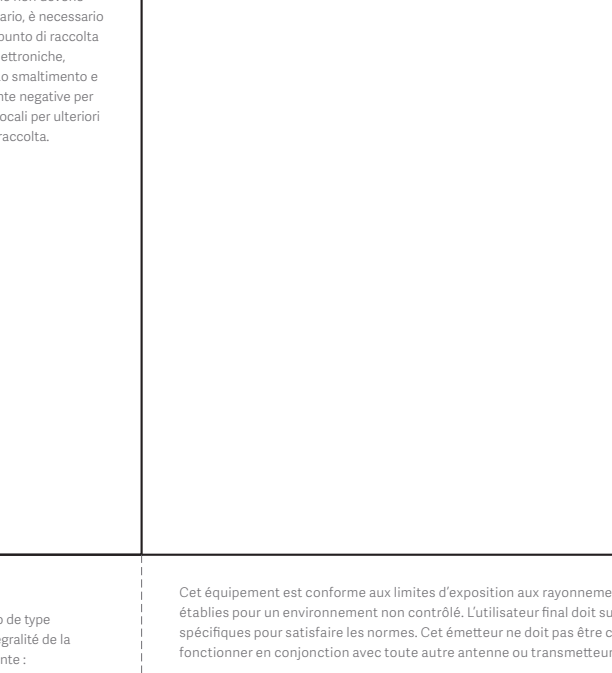 ario, è necessario
punto di raccolta
ettroniche,
o smaltimento e
nte negative per
ocali per ulteriori
raccolta.
o de type
égralité de la
nte :
Cet équipement est conforme aux limites d'exposition aux rayonneme
établies pour un environnement non contrôlé. L'utilisateur final doit su
spécifiques pour satisfaire les normes. Cet émetteur ne doit pas être c
fonctionner en conjonction avec toute autre antenne ou transmetteur